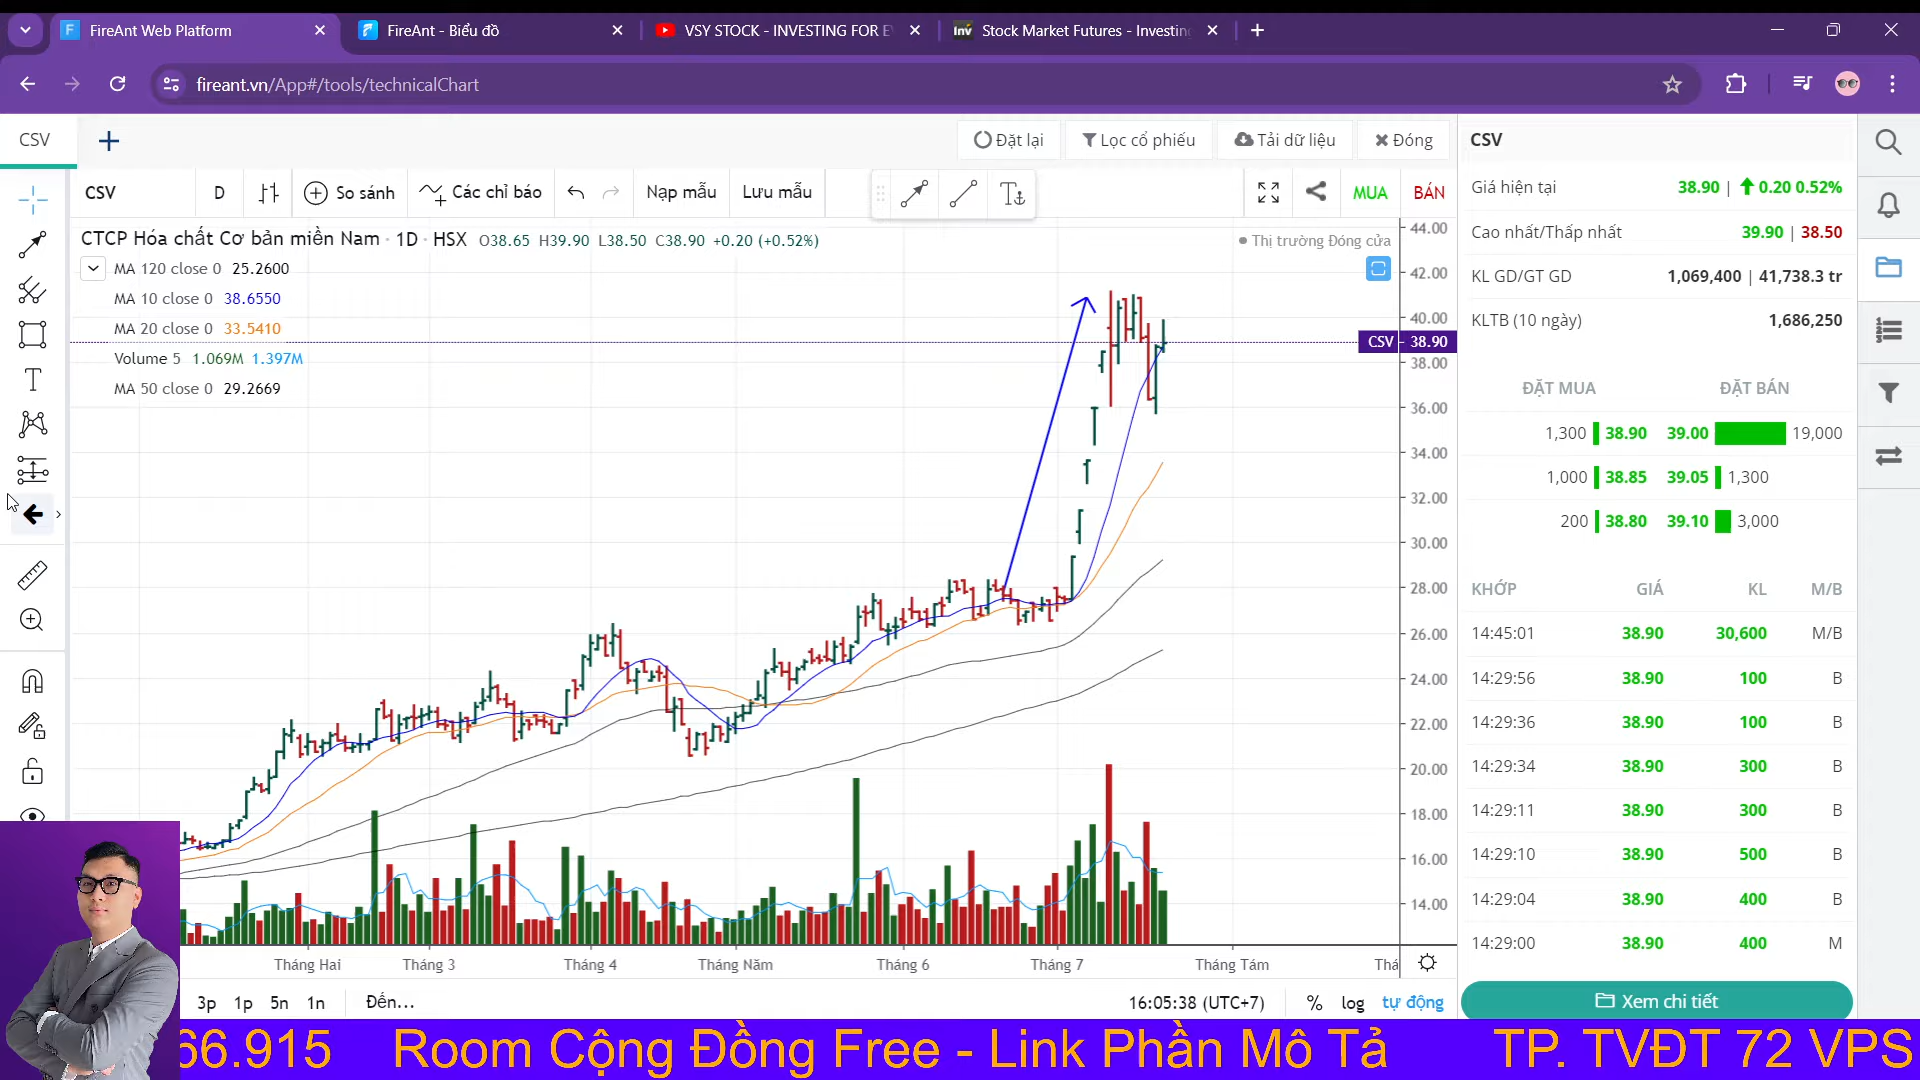 FireAnt Web Platform
FireAnt - Biểu đồ
VSY STOCK - INVESTING FOR E
Stock Market Futures - Investing
fireant.vn/App#/tools/technicalChart
CSV
Đặt lại
Lọc cổ phiếu
Tải dữ liệu
Đóng
CSV D So sánh Các chỉ báo Nạp mẫu Lưu mẫu MUA BÁN
CTCP Hóa chất Cơ bản miền Nam · 1D · HSX O38.65 H39.90 L38.50 C38.90 +0.20 (+0.52%)
Thị trường Đóng cửa
MA 120 close 0 25.2600
MA 10 close 0 38.6550
MA 20 close 0 33.5410
Volume 5 1.069M 1.397M
MA 50 close 0 29.2669
44.00
42.00
40.00
CSV 38.90
38.00
36.00
34.00
32.00
30.00
28.00
26.00
24.00
22.00
20.00
18.00
16.00
14.00
Tháng Hai Tháng 3 Tháng 4 Tháng Năm Tháng 6 Tháng 7 Tháng Tám Thá
3p 1p 5n 1n Đến... 16:05:38 (UTC+7) % log tự động
CSV
Giá hiện tại 38.90 | 0.20 0.52%
Cao nhất/Thấp nhất 39.90 | 38.50
KL GD/GT GD 1,069,400 | 41,738.3 tr
KLTB (10 ngày) 1,686,250
ĐẶT MUA ĐẶT BÁN
1,300 38.90 39.00 19,000
1,000 38.85 39.05 1,300
200 38.80 39.10 3,000
KHỚP GIÁ KL M/B
14:45:01 38.90 30,600 M/B
14:29:56 38.90 100 B
14:29:36 38.90 100 B
14:29:34 38.90 300 B
14:29:11 38.90 300 B
14:29:10 38.90 500 B
14:29:04 38.90 400 B
14:29:00 38.90 400 M
Xem chi tiết
66.915 Room Cộng Đồng Free - Link Phần Mô Tả TP. TVĐT 72 VPS